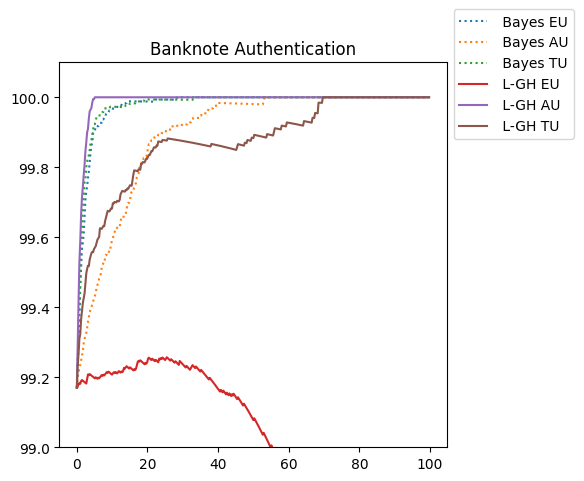 Banknote Authentication
Bayes EU
Bayes AU
Bayes TU
L-GH EU
L-GH AU
L-GH TU
100.0
99.8
99.6
99.4
99.2
99.0
0 20 40 60 80 100